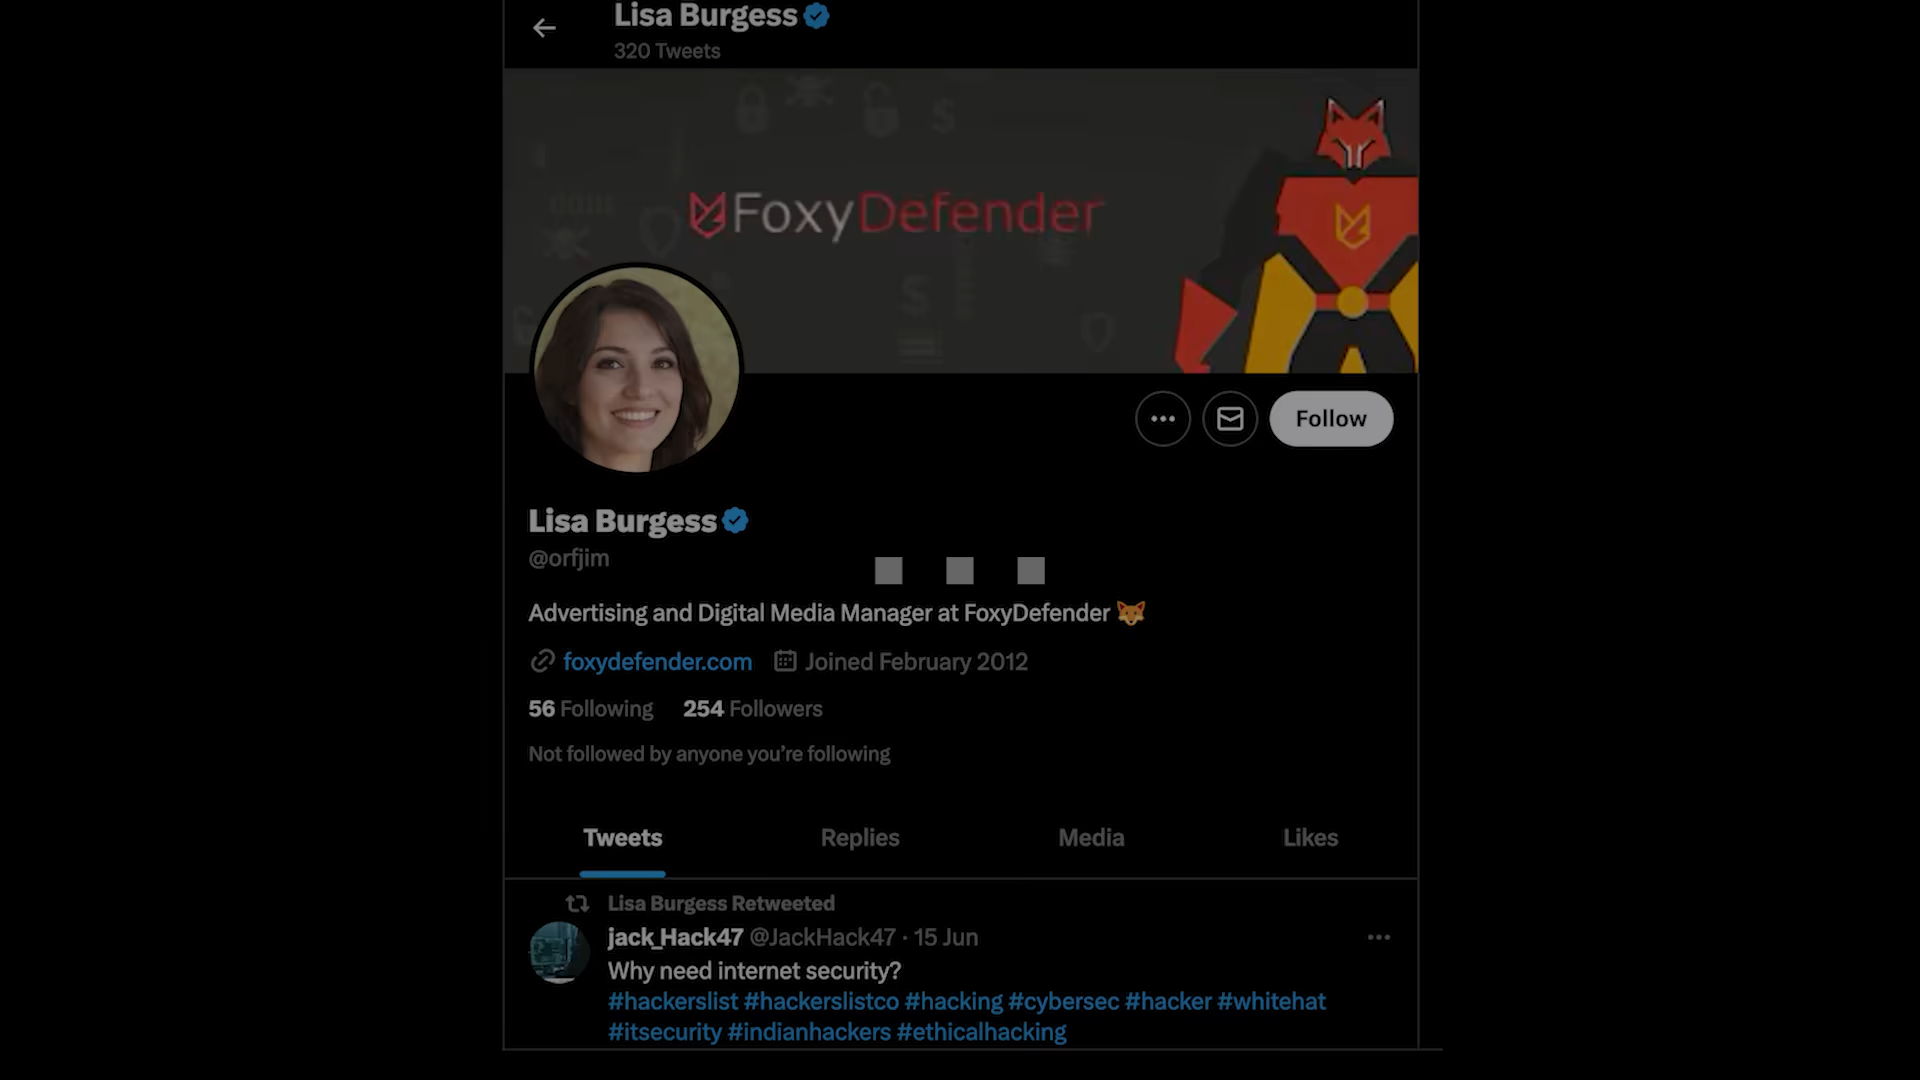 Lisa Burgess
320 Tweets
FoxyDefender
Follow
Lisa Burgess
@orfjim
Advertising and Digital Media Manager at FoxyDefender 🦊
foxydefender.com Joined February 2012
56 Following 254 Followers
Not followed by anyone you’re following
Tweets Replies Media Likes
Lisa Burgess Retweeted
jack_Hack47 @JackHack47 · 15 Jun
Why need internet security?
#hackerslist #hackerslistco #hacking #cybersec #hacker #whitehat
#itsecurity #indianhackers #ethicalhacking